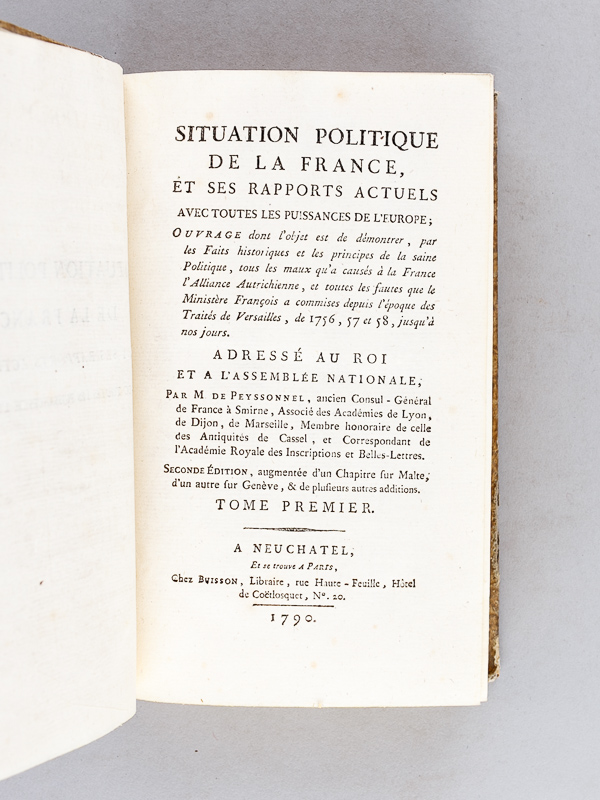 SITUATION POLITIQUE
DE LA FRANCE,
ET SES RAPPORTS ACTUELS
AVEC TOUTES LES PUISSANCES DE L'EUROPE;
OUVRAGE dont l'objet est de démontrer, par
les Faits historiques et les principes de la saine
Politique, tous les maux qu'a causés à la France
l'Alliance Autrichienne, et toutes les fautes que le
Ministère François a commises depuis l'époque des
Traités de Versailles, de 1756, 57 et 58, jusqu'à
nos jours.
ADRESSÉ AU ROI
ET A L'ASSEMBLÉE NATIONALE,
PAR M DE PEYSSONNEL, ancien Consul-Général
de France à Smirne, Associé des Académies de Lyon,
de Dijon, de Marseille, Membre honoraire de celle
des Antiquités de Cassel, et Correspondant de
l'Académie Royale des Inscriptions et Belles-Lettres.
SECONDE ÉDITION, augmentée d'un Chapitre sur Malte,
d'un autre sur Genève, & de plusieurs autres additions.
TOME PREMIER.
A NEUCHATEL,
Et se trouve A PARIS,
Chez BUISSON, Libraire, rue Haute-Feuille, Hôtel
de Coëtlosquet, N°. 20.
1790.